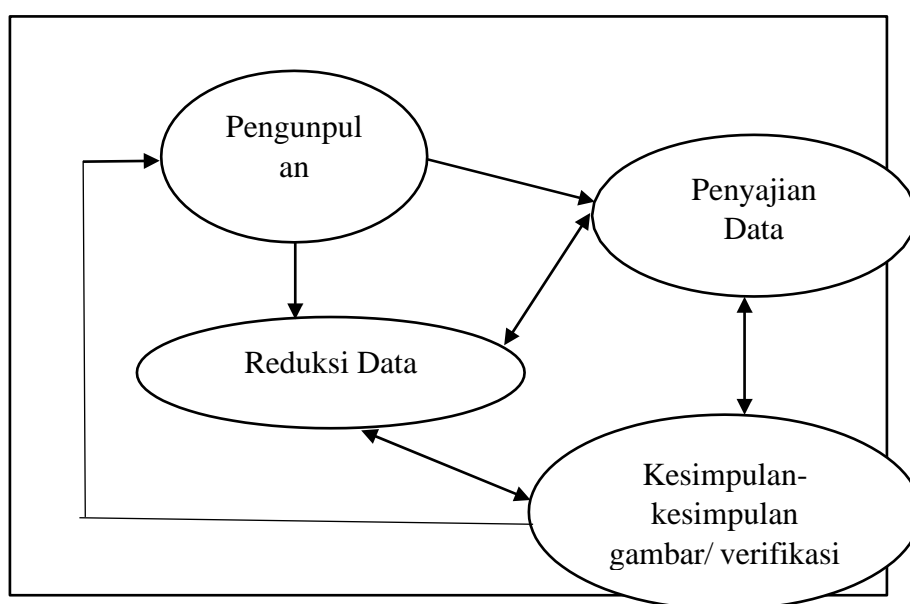 Pengunpul
an
Penyajian
Data
Reduksi Data
Kesimpulan-
kesimpulan
gambar/ verifikasi